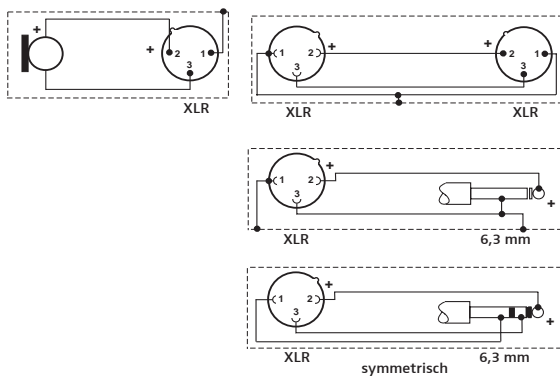 + + 2 1 3
XLR
1 2 + + 2 1 3 3
XLR XLR
1 2 + 3 +
XLR 6,3 mm
1 2 + 3 +
XLR 6,3 mm
symmetrisch